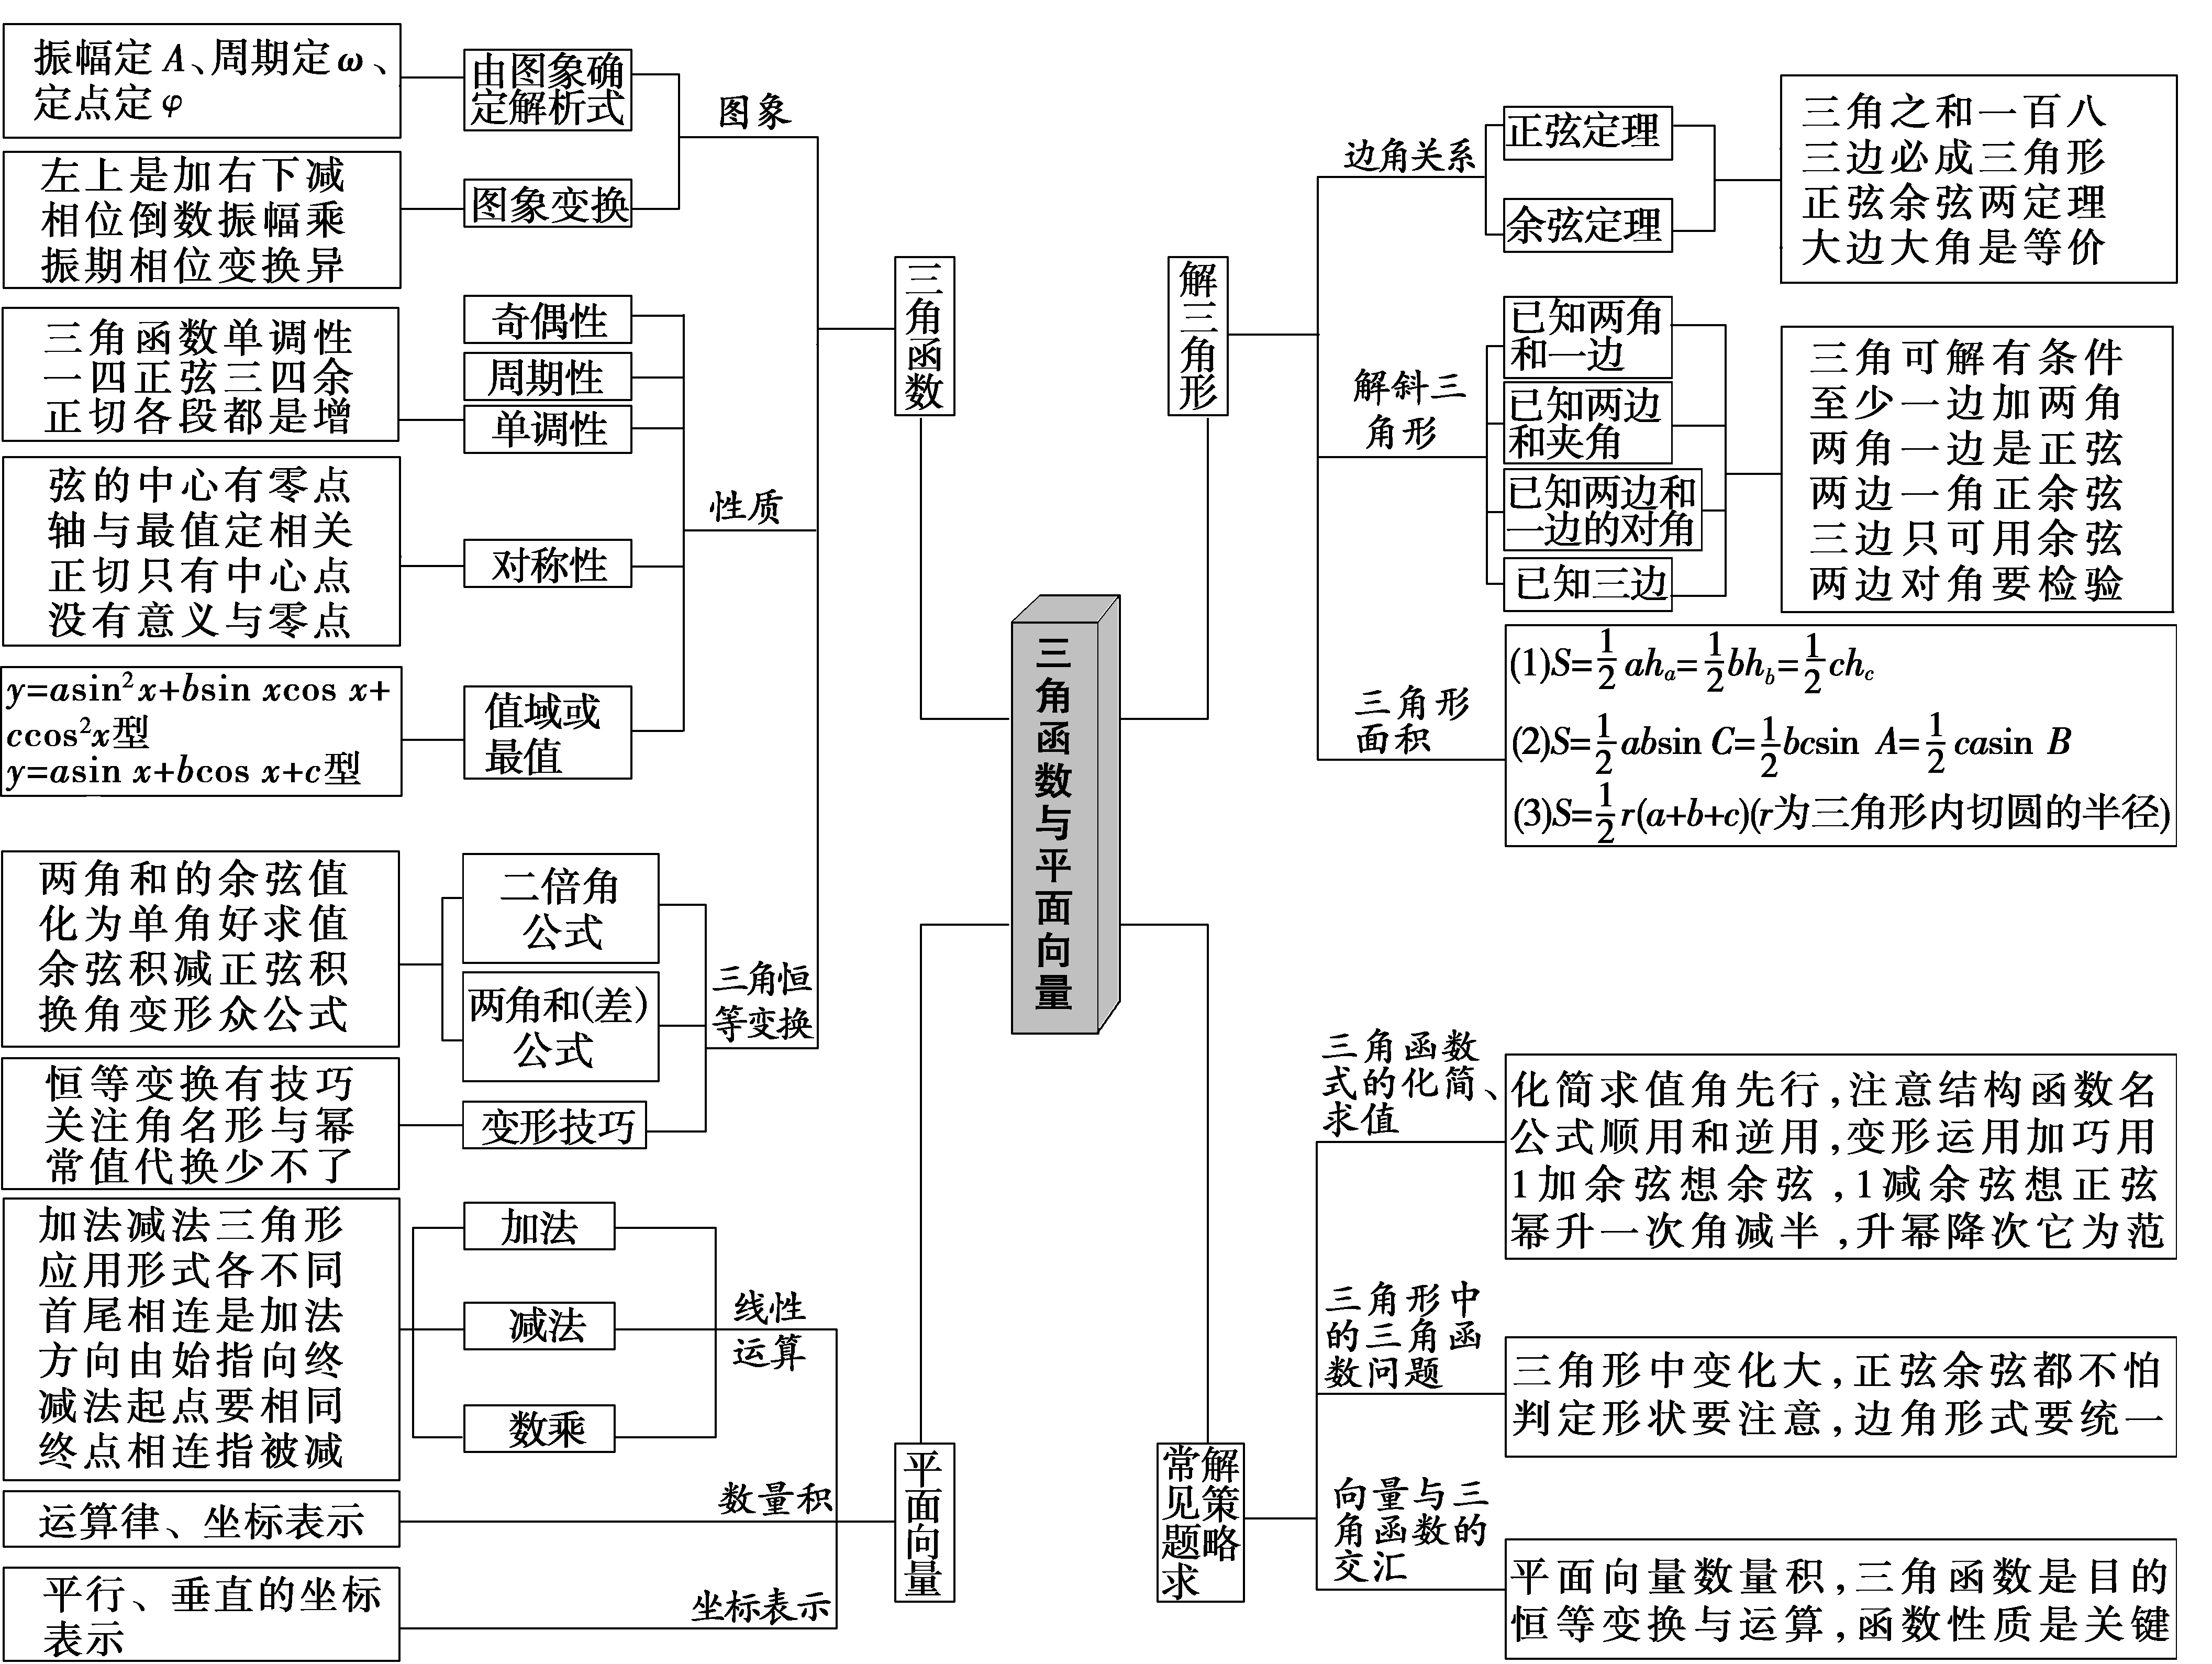 三角函数与平面向量
三角函数
图象
由图象确
定解析式
振幅定A、周期定ω、
定点定φ
图象变换
左上是加右下减
相位倒数振幅乘
振期相位变换异
性质
奇偶性
周期性
单调性
三角函数单调性
一四正弦三四余
正切各段都是增
对称性
弦的中心有零点
轴与最值定相关
正切只有中心点
没有意义与零点
值域或
最值
y=asin²x+bsin xcos x+
ccos²x型
y=asin x+bcos x+c型
三角恒
等变换
二倍角
公式
两角和(差)
公式
两角和的余弦值
化为单角好求值
余弦积减正弦积
换角变形众公式
变形技巧
恒等变换有技巧
关注角名形与幂
常值代换少不了
平面向量
线性
运算
加法
减法
数乘
加法减法三角形
应用形式各不同
首尾相连是加法
方向由始指向终
减法起点要相同
终点相连指被减
数量积
运算律、坐标表示
坐标表示
平行、垂直的坐标
表示
解三角形
边角关系
正弦定理
余弦定理
三角之和一百八
三边必成三角形
正弦余弦两定理
大边大角是等价
解斜三
角形
已知两角
和一边
已知两边
和夹角
已知两边和
一边的对角
已知三边
三角可解有条件
至少一边加两角
两角一边是正弦
两边一角正余弦
三边只可用余弦
两边对角要检验
三角形
面积
(1)S=1/2 ahₐ=1/2 bh_b=1/2 ch_c
(2)S=1/2 absin C=1/2 bcsin A=1/2 casin B
(3)S=1/2 r(a+b+c)(r为三角形内切圆的半径)
常见题求
解策略
三角函数
式的化简、
求值
化简求值角先行,注意结构函数名
公式顺用和逆用,变形运用加巧用
1加余弦想余弦,1减余弦想正弦
幂升一次角减半,升幂降次它为范
三角形中
的三角函
数问题
三角形中变化大,正弦余弦都不怕
判定形状要注意,边角形式要统一
向量与三
角函数的
交汇
平面向量数量积,三角函数是目的
恒等变换与运算,函数性质是关键